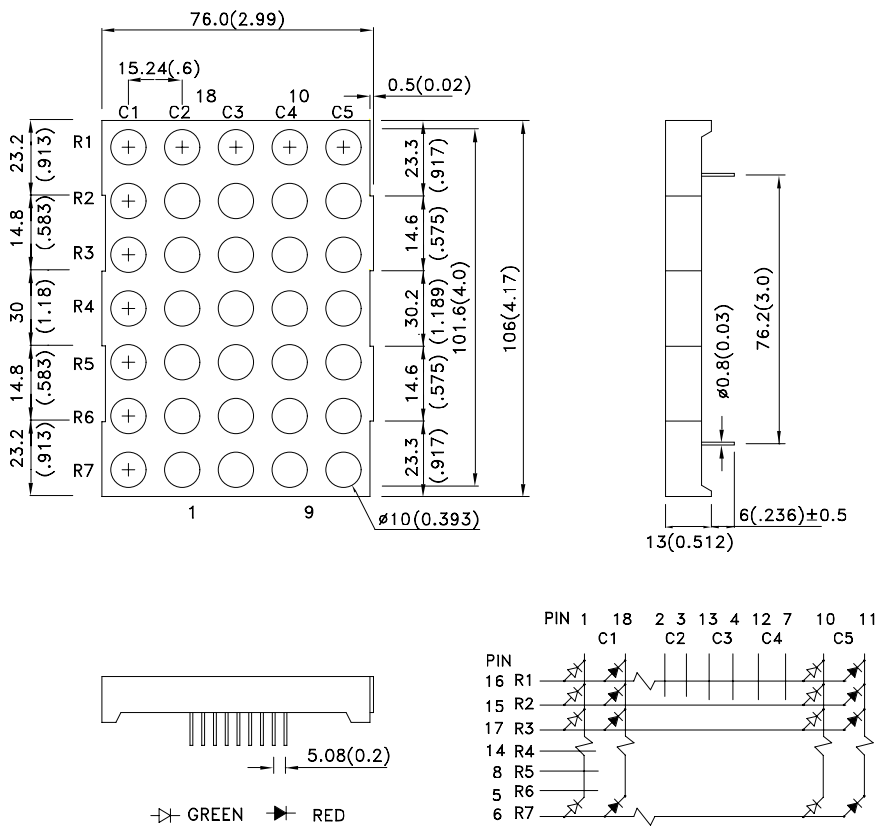 76.0(2.99)
15.24(.6)
0.5(0.02)
18 10
C1 C2 C3 C4 C5
R1
R2
R3
R4
R5
R6
R7
23.2
(.913)
14.8
(.583)
30
(1.18)
14.8
(.583)
23.2
(.913)
23.3
(.917)
14.6
(.575)
30.2
(1.189)
14.6
(.575)
23.3
(.917)
101.6(4.0)
106(4.17)
1 9
ø10(0.393)
76.2(3.0)
ø0.8(0.03)
6(.236)±0.5
13(0.512)
5.08(0.2)
GREEN RED
PIN 1 18 2 3 13 4 12 7 10 11
C1 C2 C3 C4 C5
PIN
16 R1
15 R2
17 R3
14 R4
8 R5
5 R6
6 R7